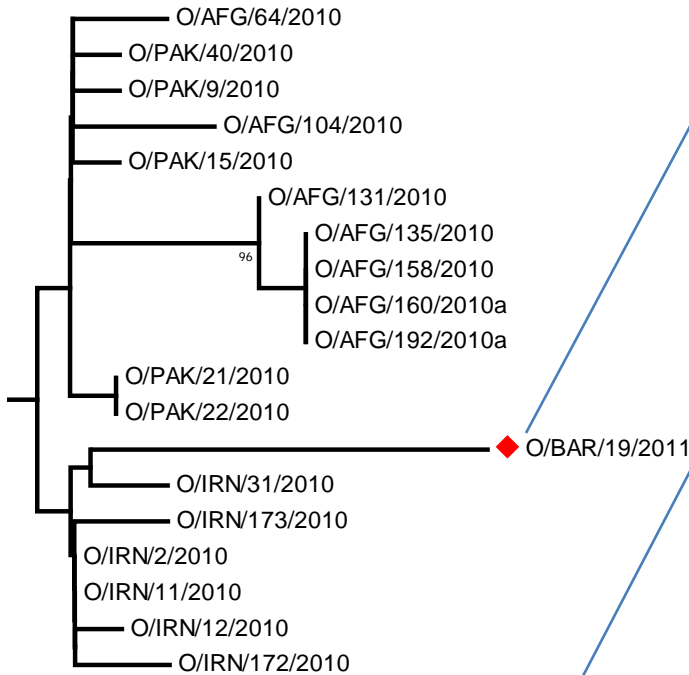 O/AFG/64/2010
O/PAK/40/2010
O/PAK/9/2010
O/AFG/104/2010
O/PAK/15/2010
O/AFG/131/2010
O/AFG/135/2010
96
O/AFG/158/2010
O/AFG/160/2010a
O/AFG/192/2010a
O/PAK/21/2010
O/PAK/22/2010
O/BAR/19/2011
O/IRN/31/2010
O/IRN/173/2010
O/IRN/2/2010
O/IRN/11/2010
O/IRN/12/2010
O/IRN/172/2010